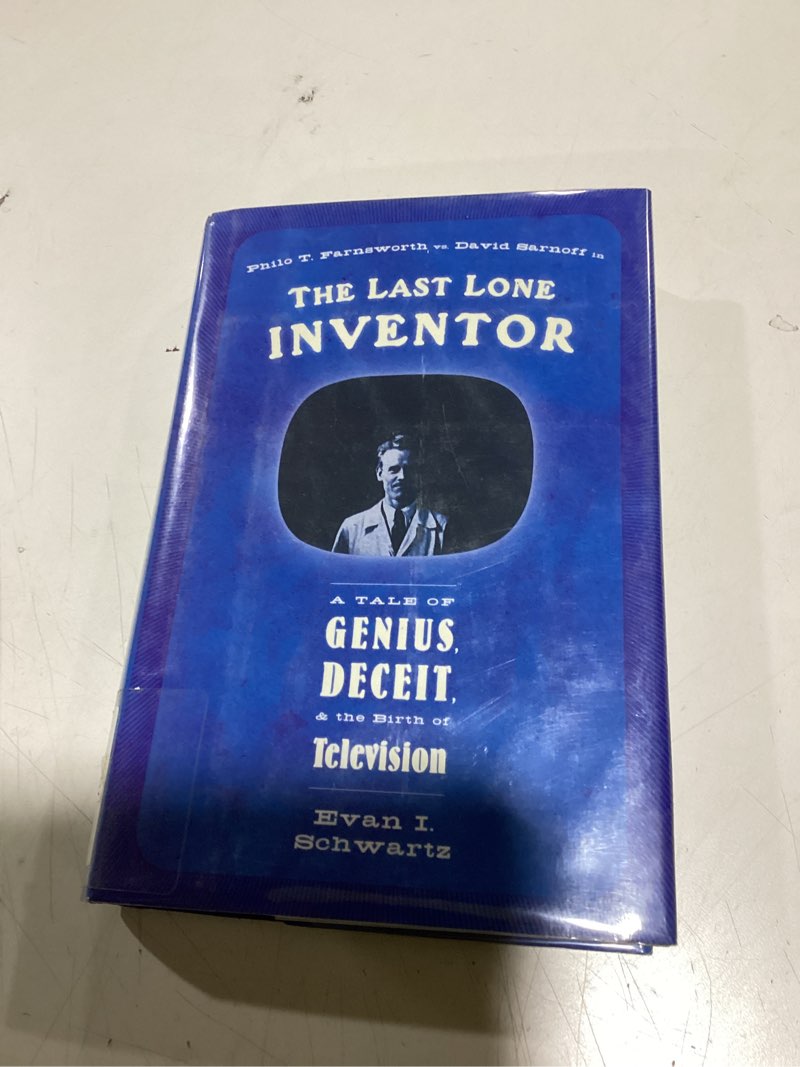 Philo T. Farnsworth vs. David Sarnoff in
THE LAST LONE
INVENTOR
A TALE OF
GENIUS,
DECEIT,
& the Birth of
Television
Evan I.
Schwartz